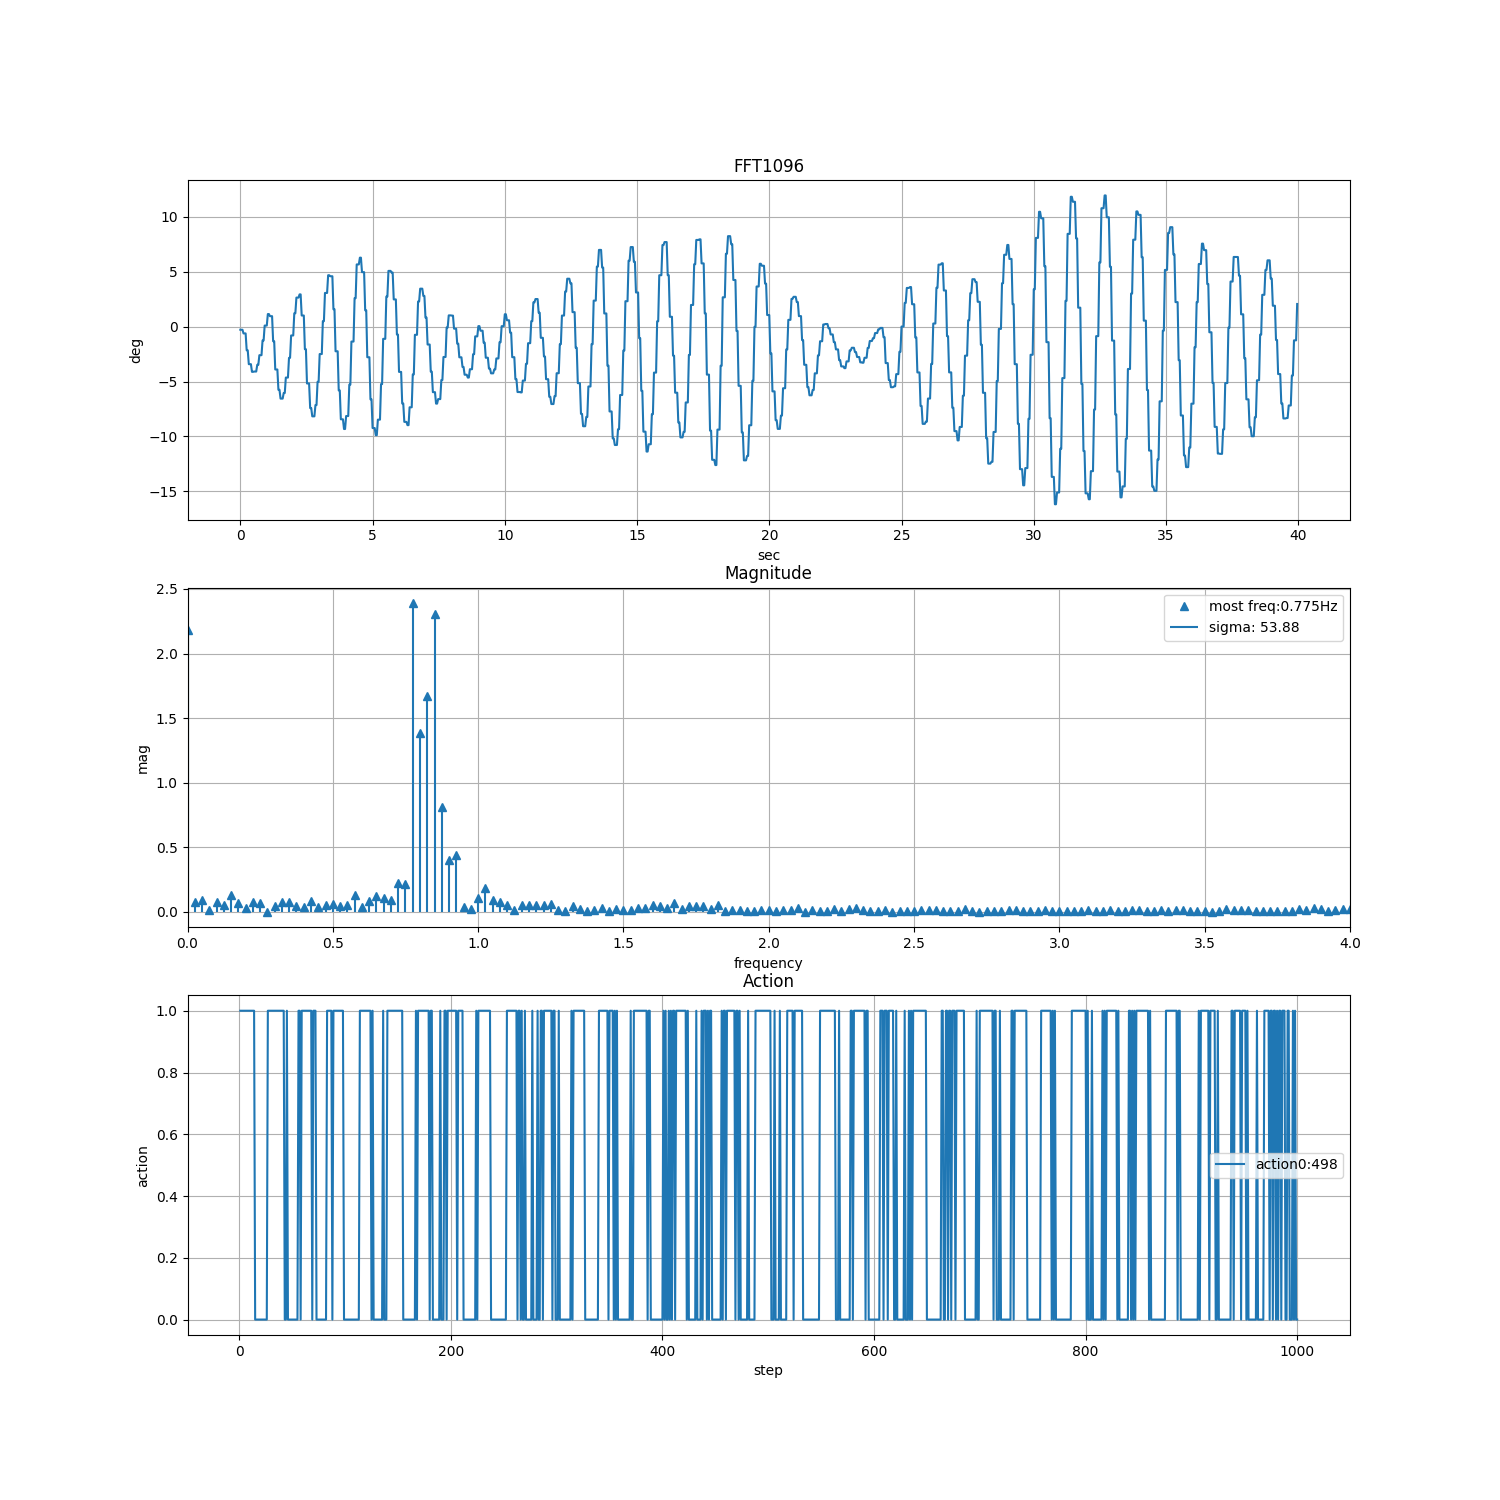 FFT1096
10
5
0
−5
−10
−15
deg
0 5 10 15 20 25 30 35 40
sec
Magnitude
2.5
2.0
1.5
1.0
0.5
0.0
mag
most freq:0.775Hz
sigma: 53.88
0.0 0.5 1.0 1.5 2.0 2.5 3.0 3.5 4.0
frequency
Action
1.0
0.8
0.6
0.4
0.2
0.0
action
action0:498
0 200 400 600 800 1000
step